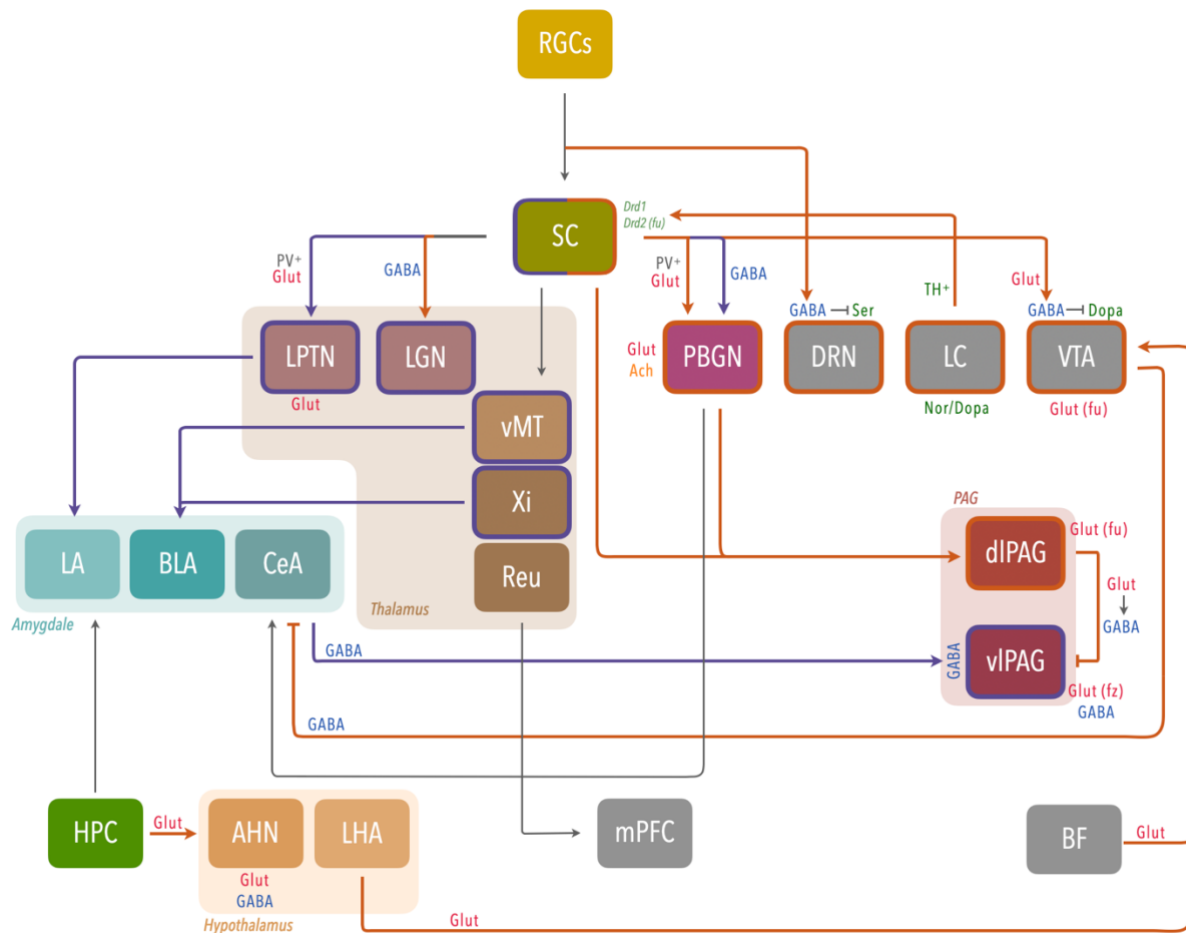 RGCs
SC
Drd1
Drd2 (fu)
PV+
Glut
GABA
PV+
Glut
GABA
TH+
Glut
GABA
Ser
GABA
Dopa
LPTN
LGN
Glut
Ach
PBGN
DRN
LC
VTA
Glut
Nor/Dopa
Glut (fu)
vMT
Xi
Reu
Thalamus
PAG
dlPAG
Glut (fu)
Glut
GABA
LA
BLA
CeA
Amygdale
GABA
GABA
vlPAG
Glut (fz)
GABA
GABA
HPC
Glut
AHN
LHA
mPFC
BF
Glut
Glut
GABA
Hypothalamus
Glut